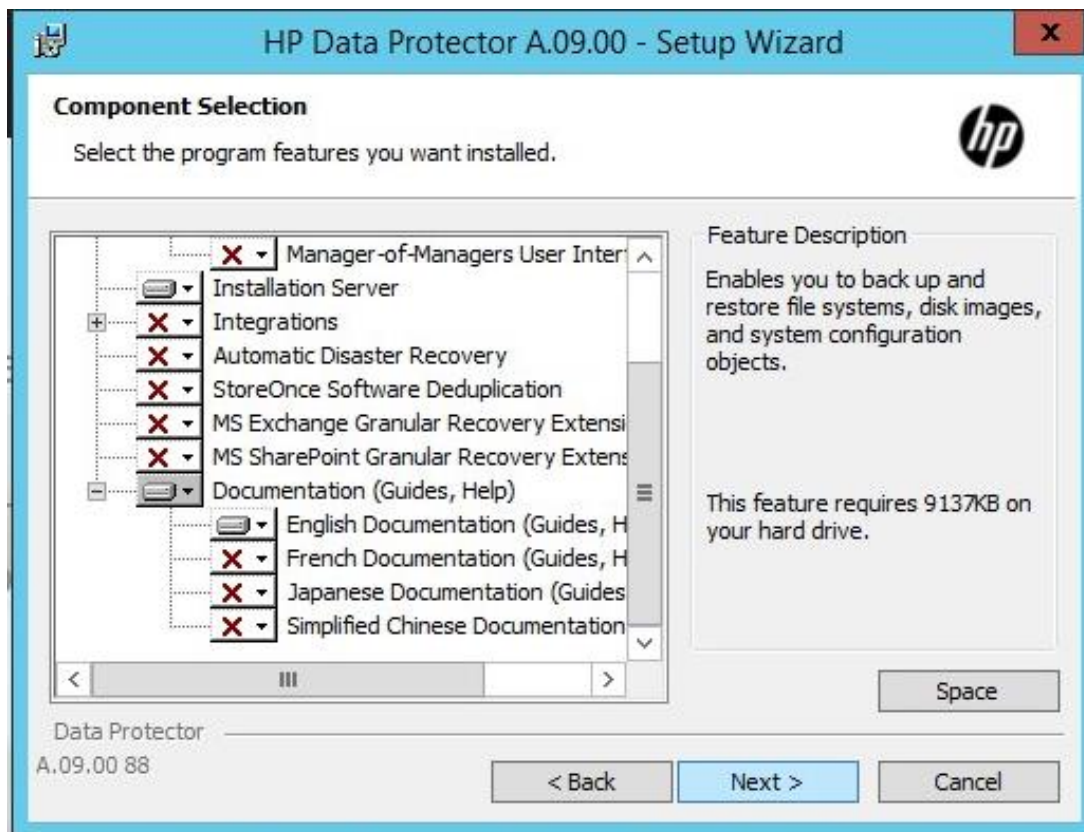 HP Data Protector A.09.00 - Setup Wizard
x
Component Selection
Select the program features you want installed.
hp
Manager-of-Managers User Interf
Installation Server
Integrations
Automatic Disaster Recovery
StoreOnce Software Deduplication
MS Exchange Granular Recovery Extensi
MS SharePoint Granular Recovery Extens
Documentation (Guides, Help)
English Documentation (Guides, H
French Documentation (Guides, H
Japanese Documentation (Guides
Simplified Chinese Documentation
Feature Description
Enables you to back up and
restore file systems, disk images,
and system configuration
objects.
This feature requires 9137KB on
your hard drive.
Space
Data Protector
A.09.00 88
< Back
Next >
Cancel